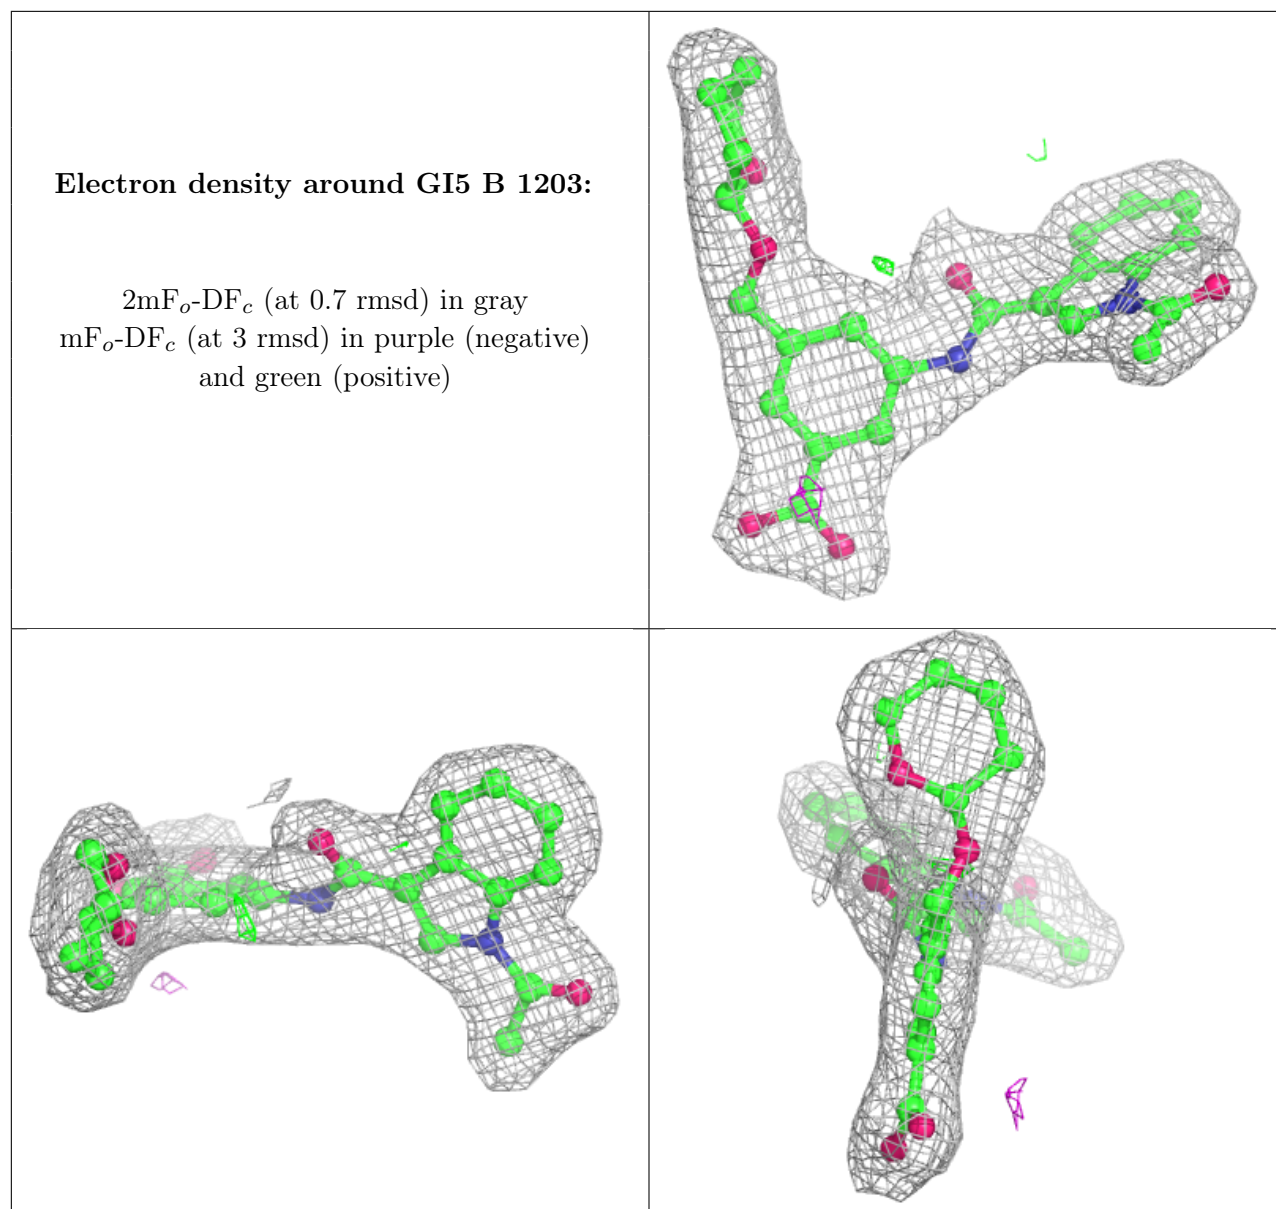 Electron density around GI5 B 1203:
2mFo-DFc (at 0.7 rmsd) in gray
mFo-DFc (at 3 rmsd) in purple (negative)
and green (positive)